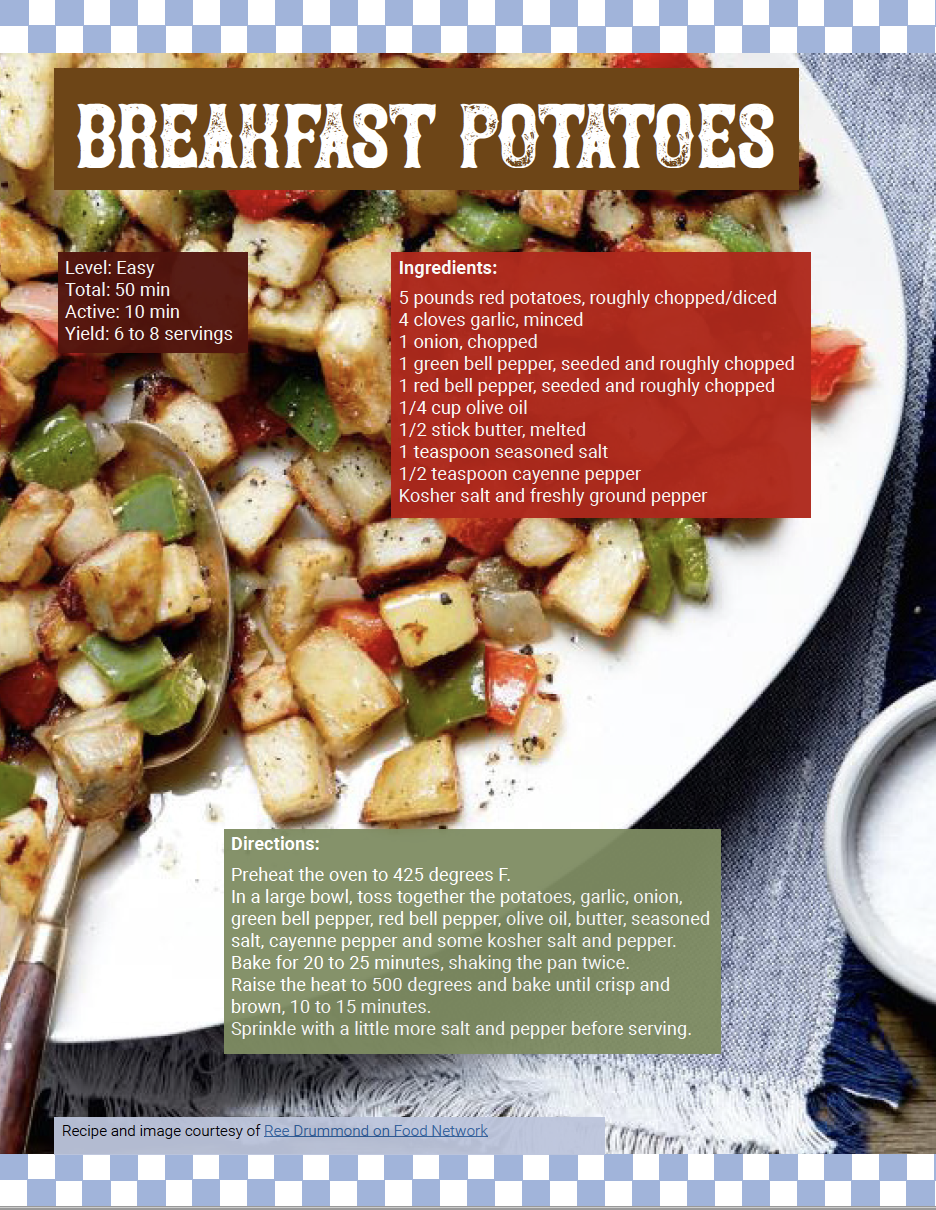 BREAKFAST POTATOES
Level: Easy
Total: 50 min
Active: 10 min
Yield: 6 to 8 servings
Ingredients:
5 pounds red potatoes, roughly chopped/diced
4 cloves garlic, minced
1 onion, chopped
1 green bell pepper, seeded and roughly chopped
1 red bell pepper, seeded and roughly chopped
1/4 cup olive oil
1/2 stick butter, melted
1 teaspoon seasoned salt
1/2 teaspoon cayenne pepper
Kosher salt and freshly ground pepper
Directions:
Preheat the oven to 425 degrees F.
In a large bowl, toss together the potatoes, garlic, onion,
green bell pepper, red bell pepper, olive oil, butter, seasoned
salt, cayenne pepper and some kosher salt and pepper.
Bake for 20 to 25 minutes, shaking the pan twice.
Raise the heat to 500 degrees and bake until crisp and
brown, 10 to 15 minutes.
Sprinkle with a little more salt and pepper before serving.
Recipe and image courtesy of Ree Drummond on Food Network